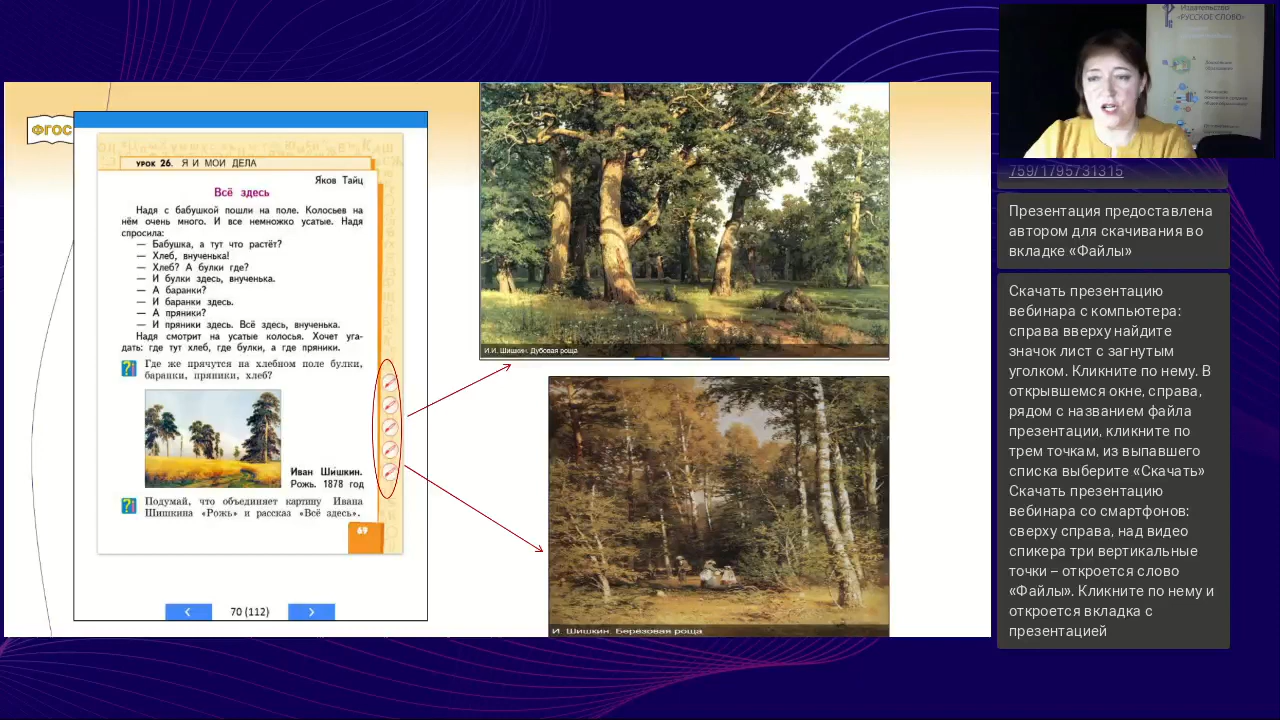 ФГОС
УРОК 26. Я И МОИ ДЕЛА
Яков Тайц
Всё здесь
Надя с бабушкой пошли на поле. Колосьев на
нём очень много. И все немножко усатые. Надя
спросила:
— Бабушка, а тут что растёт?
— Хлеб, внученька!
— Хлеб? А булки где?
— И булки здесь, внученька.
— А баранки?
— И баранки здесь.
— А пряники?
— И пряники здесь. Всё здесь, внученька.
Надя смотрит на усатые колосья. Хочет уга-
дать: где тут хлеб, где булки, а где пряники.
Где же прячутся на хлебном поле булки,
баранки, пряники, хлеб?
Иван Шишкин.
Рожь. 1878 год
Подумай, что объединяет картину Ивана
Шишкина «Рожь» и рассказ «Всё здесь».
69
70 (112)
И.И. Шишкин. Дубовая роща
И. Шишкин. Берёзовая роща
Издательство
«РУССКОЕ СЛОВО»
759/1795731315
Презентация предоставлена
автором для скачивания во
вкладке «Файлы»
Скачать презентацию
вебинара с компьютера:
справа вверху найдите
значок лист с загнутым
уголком. Кликните по нему. В
открывшемся окне, справа,
рядом с названием файла
презентации, кликните по
трем точкам, из выпавшего
списка выберите «Скачать»
Скачать презентацию
вебинара со смартфонов:
сверху справа, над видео
спикера три вертикальные
точки – откроется слово
«Файлы». Кликните по нему и
откроется вкладка с
презентацией